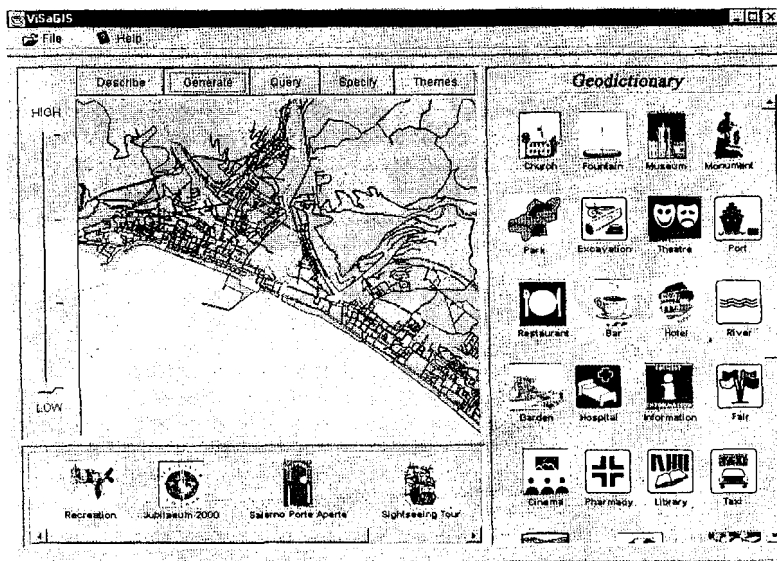 ViSaGIS
File Help
Describe Generate Query Specify Themes
HIGH
LOW
Geodictionary
Church Fountain Museum Monument
Park Excavation Theatre Port
Restaurant Bar Hotel River
Garden Hospital Information Fair
Cinema Pharmacy Library Taxi
Recreation Jubilaeum 2000 Salerno Porte Aperte Sightseeing Tour